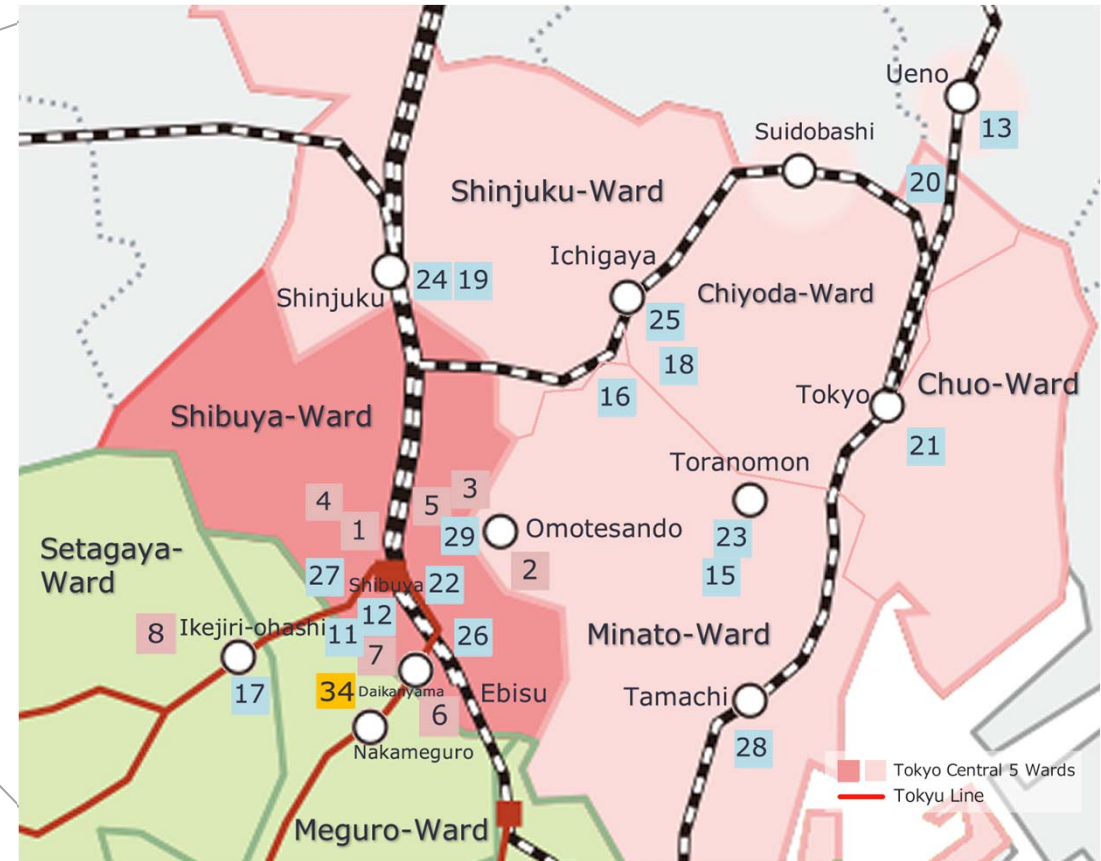 Ueno
13
Suidobashi
20
Shinjuku-Ward
Ichigaya
Shinjuku
24 19
Chiyoda-Ward
25
18
16
Tokyo
Chuo-Ward
21
Shibuya-Ward
Toranomon
4
1
5
3
29
Omotesando
2
23
15
Setagaya-
Ward
27
Shibuya
22
12
8
Ikejiri-ohashi
11
26
7
Minato-Ward
17
34
Daikanyama
Ebisu
6
Tamachi
Nakameguro
28
Meguro-Ward
Tokyo Central 5 Wards
Tokyu Line